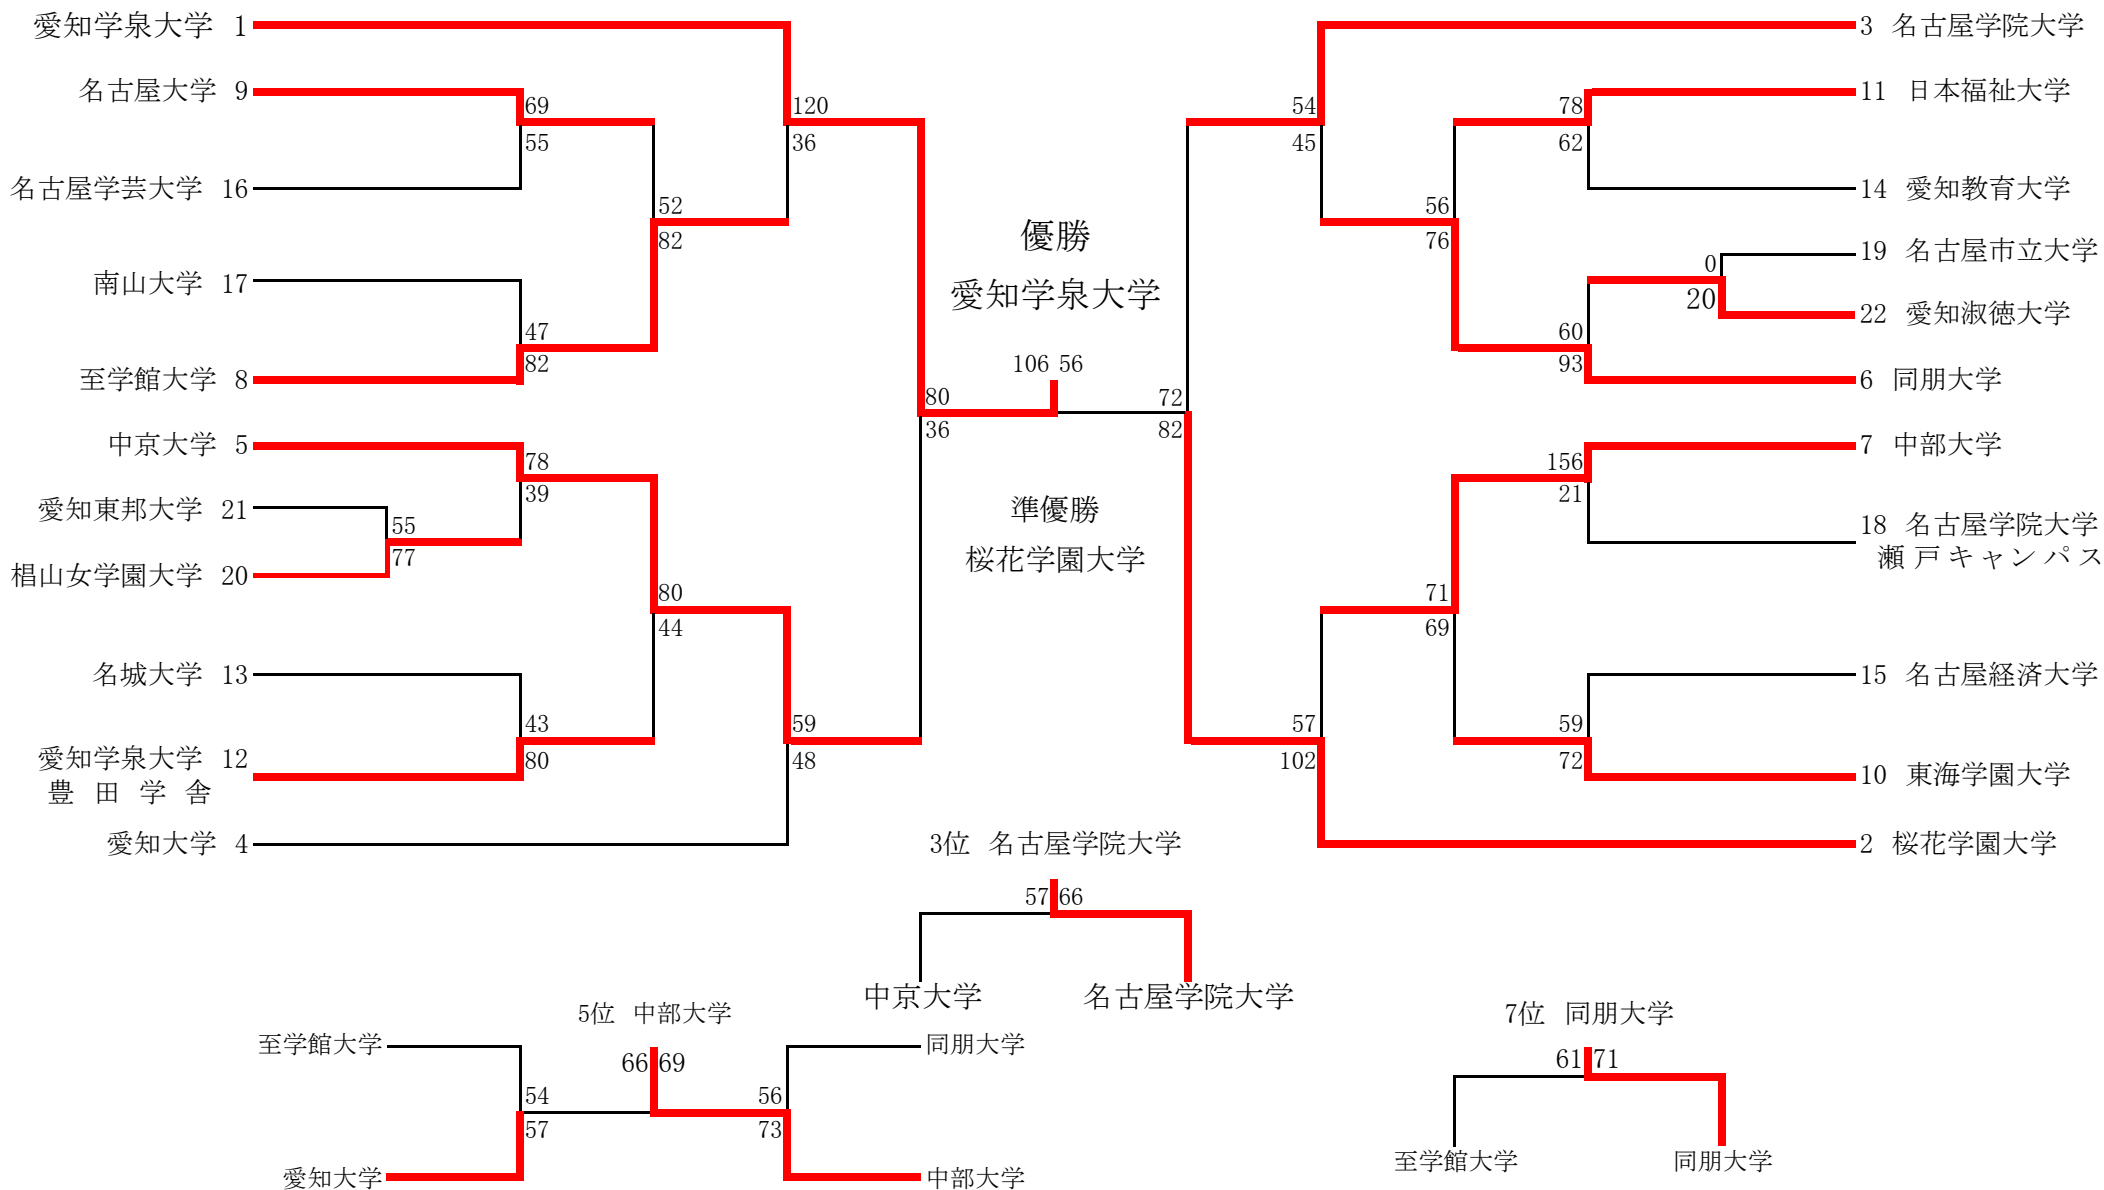 愛知学泉大学 1
名古屋大学 9
69
55
名古屋学芸大学 16
120
36
52
82
南山大学 17
47
82
至学館大学 8
中京大学 5
78
39
愛知東邦大学 21
55
77
椙山女学園大学 20
80
44
名城大学 13
43
80
愛知学泉大学 12
豊田学舎
59
48
愛知大学 4
80
36
優勝
愛知学泉大学
106 56
準優勝
桜花学園大学
3 名古屋学院大学
11 日本福祉大学
78
62
14 愛知教育大学
54
45
56
76
19 名古屋市立大学
0
20
22 愛知淑徳大学
60
93
6 同朋大学
72
82
7 中部大学
156
21
18 名古屋学院大学
瀬戸キャンパス
71
69
15 名古屋経済大学
59
72
10 東海学園大学
57
102
2 桜花学園大学
3位 名古屋学院大学
57 66
中京大学 名古屋学院大学
5位 中部大学
至学館大学
同朋大学
66 69
54
57
56
73
愛知大学
中部大学
7位 同朋大学
61 71
至学館大学 同朋大学